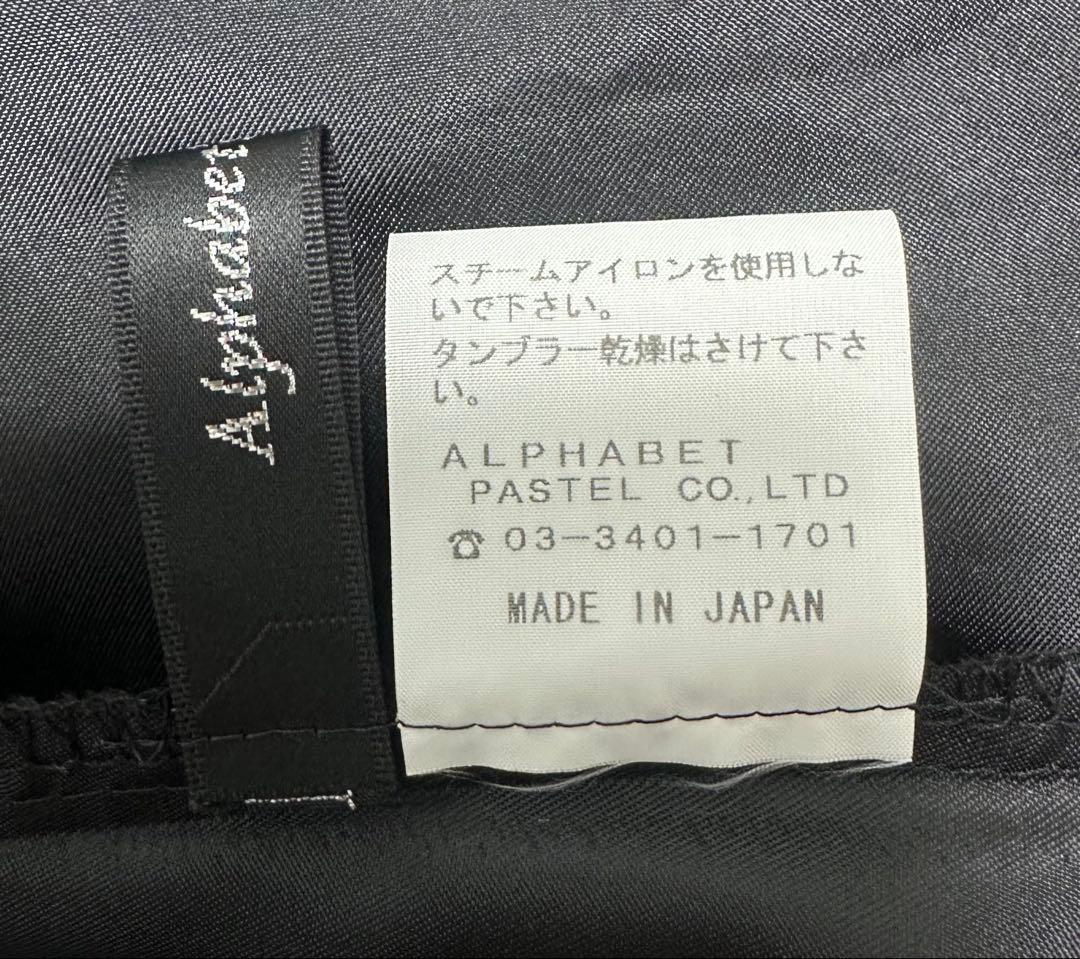 Alphabet
スチームアイロンを使用しな
いで下さい。
タンブラー乾燥はさけて下さ
い。
ALPHABET
PASTEL CO.,LTD
☎03-3401-1701
MADE IN JAPAN